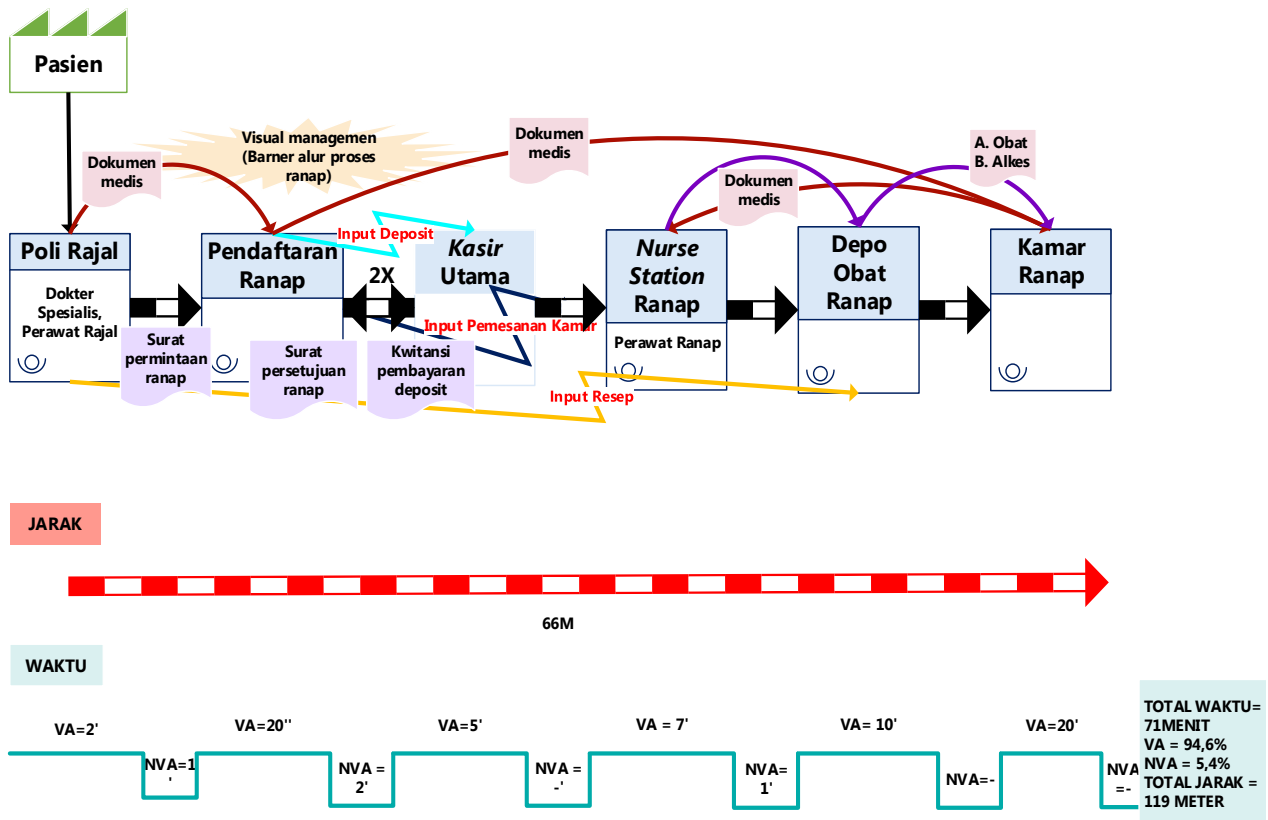 Pasien
Visual managemen
(Barner alur proses
ranap)
Dokumen
medis
Dokumen
medis
Dokumen
medis
A. Obat
B. Alkes
Poli Rajal
Dokter
Spesialis,
Perawat Rajal
Pendaftaran
Ranap
Input Deposit
2X
Kasir
Utama
Input Pemesanan Kamar
Nurse
Station
Ranap
Perawat Ranap
Depo
Obat
Ranap
Kamar
Ranap
Surat
permintaan
ranap
Surat
persetujuan
ranap
Kwitansi
pembayaran
deposit
Input Resep
JARAK
66M
WAKTU
VA=2'
NVA=1
'
VA=20''
NVA =
2'
VA=5'
NVA =
-'
VA = 7'
NVA=
1'
VA= 10'
NVA=-
VA=20'
NVA
=-
TOTAL WAKTU=
71MENIT
VA = 94,6%
NVA = 5,4%
TOTAL JARAK =
119 METER